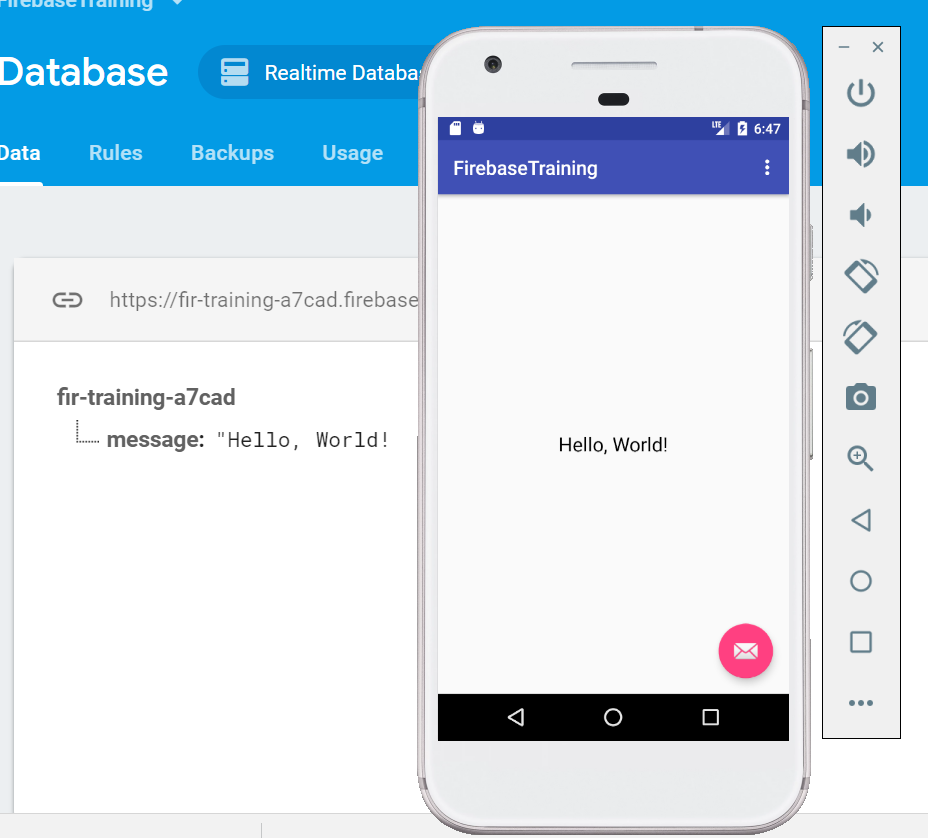 FirebaseTraining
Database
Realtime Databa
Data
Rules
Backups
Usage
https://fir-training-a7cad.firebase
fir-training-a7cad
message: "Hello, World!
LTE
6:47
FirebaseTraining
Hello, World!